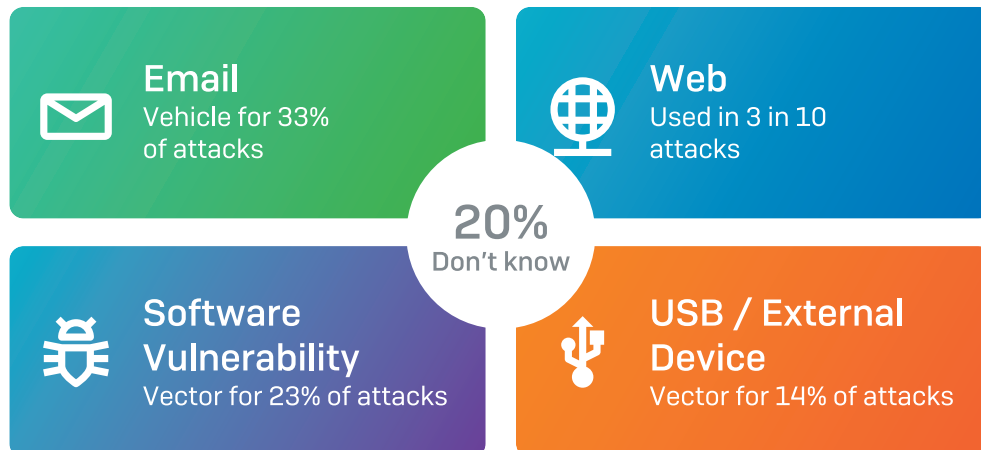 Email
Vehicle for 33%
of attacks
Web
Used in 3 in 10
attacks
20%
Don't know
Software
Vulnerability
Vector for 23% of attacks
USB / External
Device
Vector for 14% of attacks